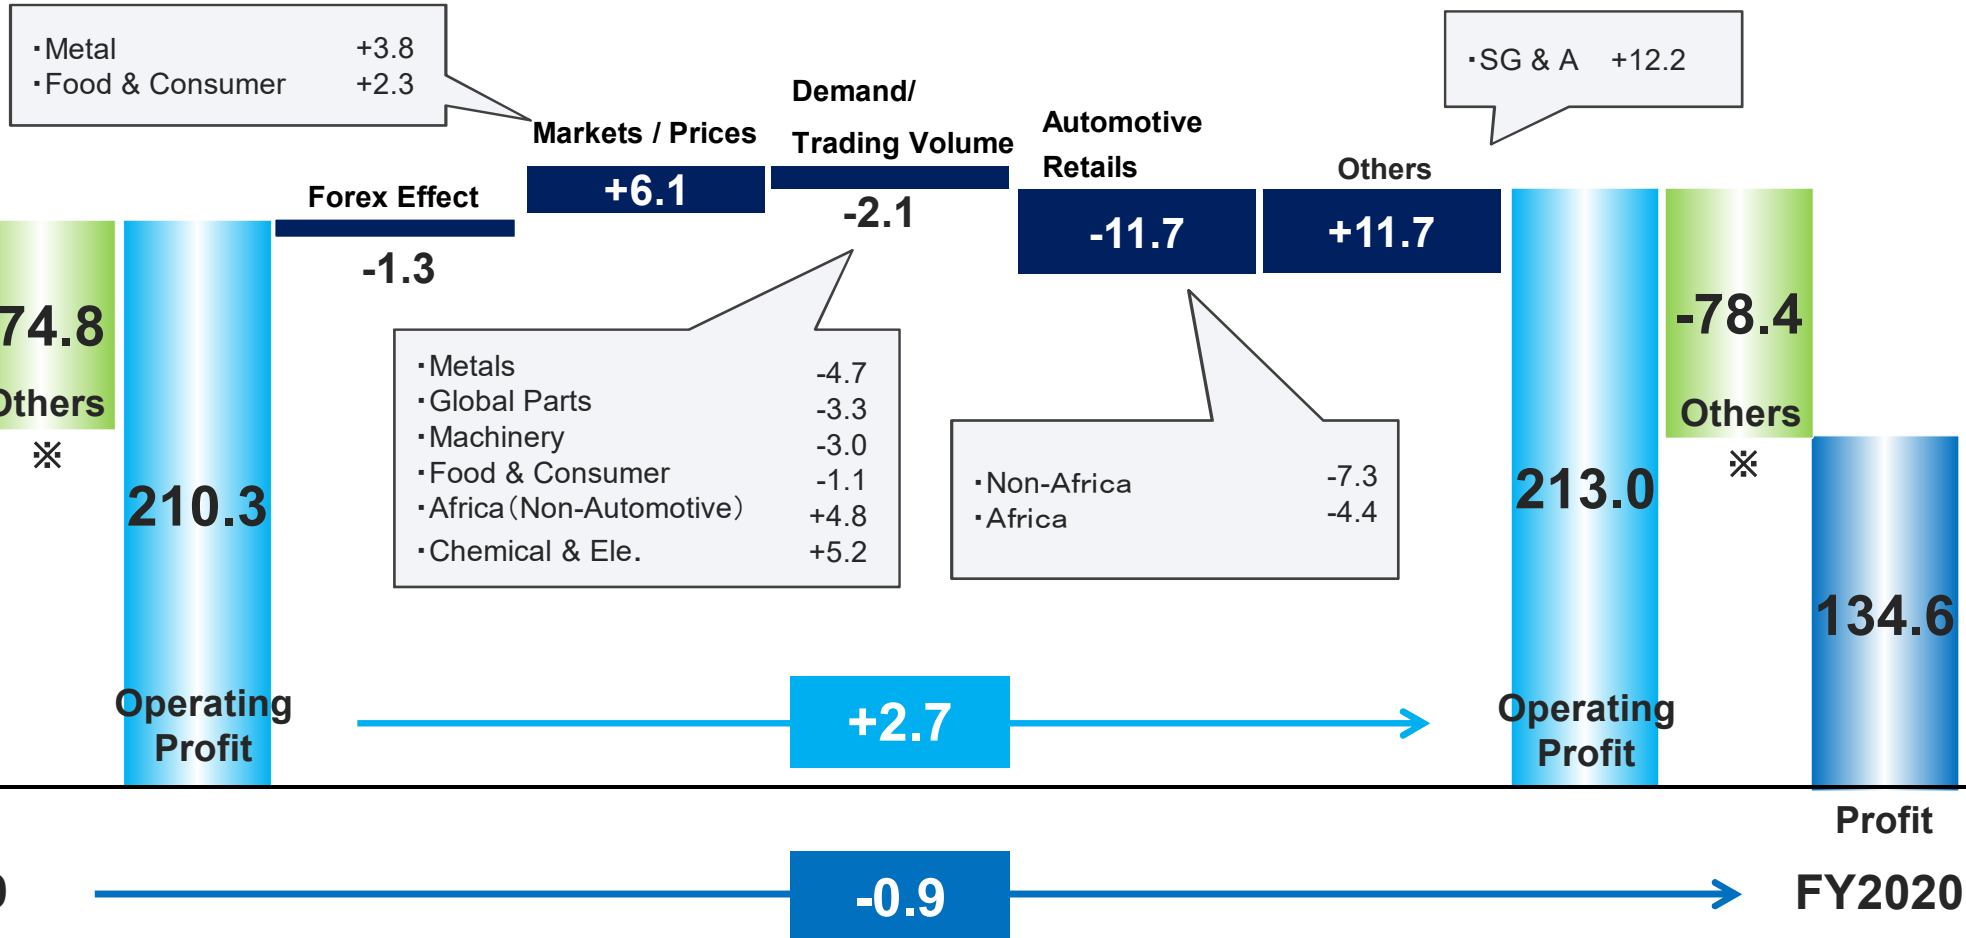 ・Metal +3.8
・Food & Consumer +2.3
・SG & A +12.2
Forex Effect
-1.3
Markets / Prices
+6.1
Demand/
Trading Volume
-2.1
Automotive
Retails
-11.7
Others
+11.7
74.8
Others
※
210.3
Operating
Profit
・Metals -4.7
・Global Parts -3.3
・Machinery -3.0
・Food & Consumer -1.1
・Africa（Non-Automotive） +4.8
・Chemical & Ele. +5.2
・Non-Africa -7.3
・Africa -4.4
213.0
Operating
Profit
-78.4
Others
※
134.6
Profit
+2.7
-0.9
FY2020